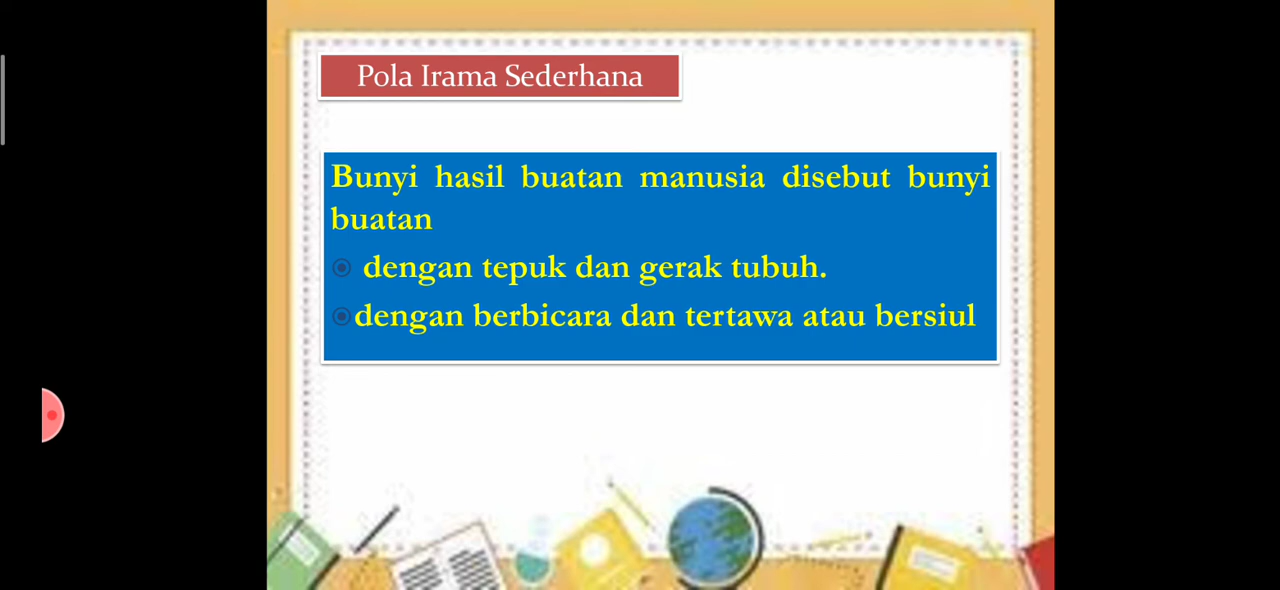 Pola Irama Sederhana
Bunyi hasil buatan manusia disebut bunyi
buatan
dengan tepuk dan gerak tubuh.
dengan berbicara dan tertawa atau bersiul